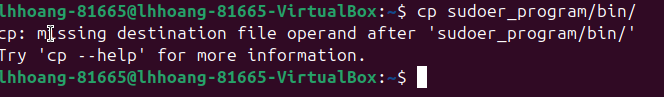 lhhoang-81665@lhhoang-81665-VirtualBox:~$ cp sudoer_program/bin/
cp: missing destination file operand after 'sudoer_program/bin/'
Try 'cp --help' for more information.
lhhoang-81665@lhhoang-81665-VirtualBox:~$